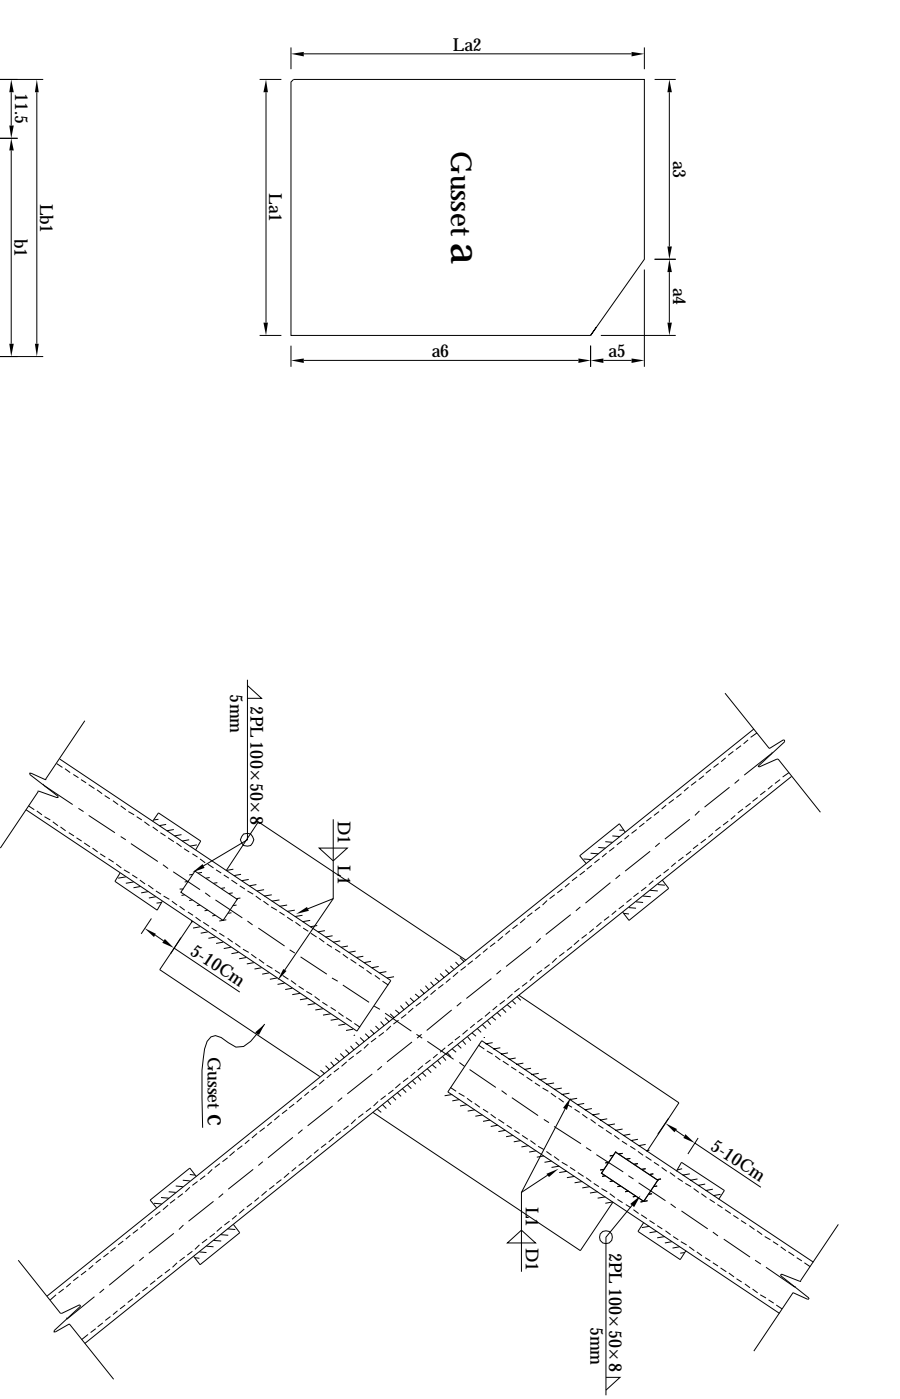 La2
11.5
Lb1
b1
La1
Gusset a
a3
a4
a6
a5
2PL 100×50×8
5mm
D1
L1
5-10Cm
Gusset C
5-10Cm
L1
D1
2PL 100×50×8
5mm